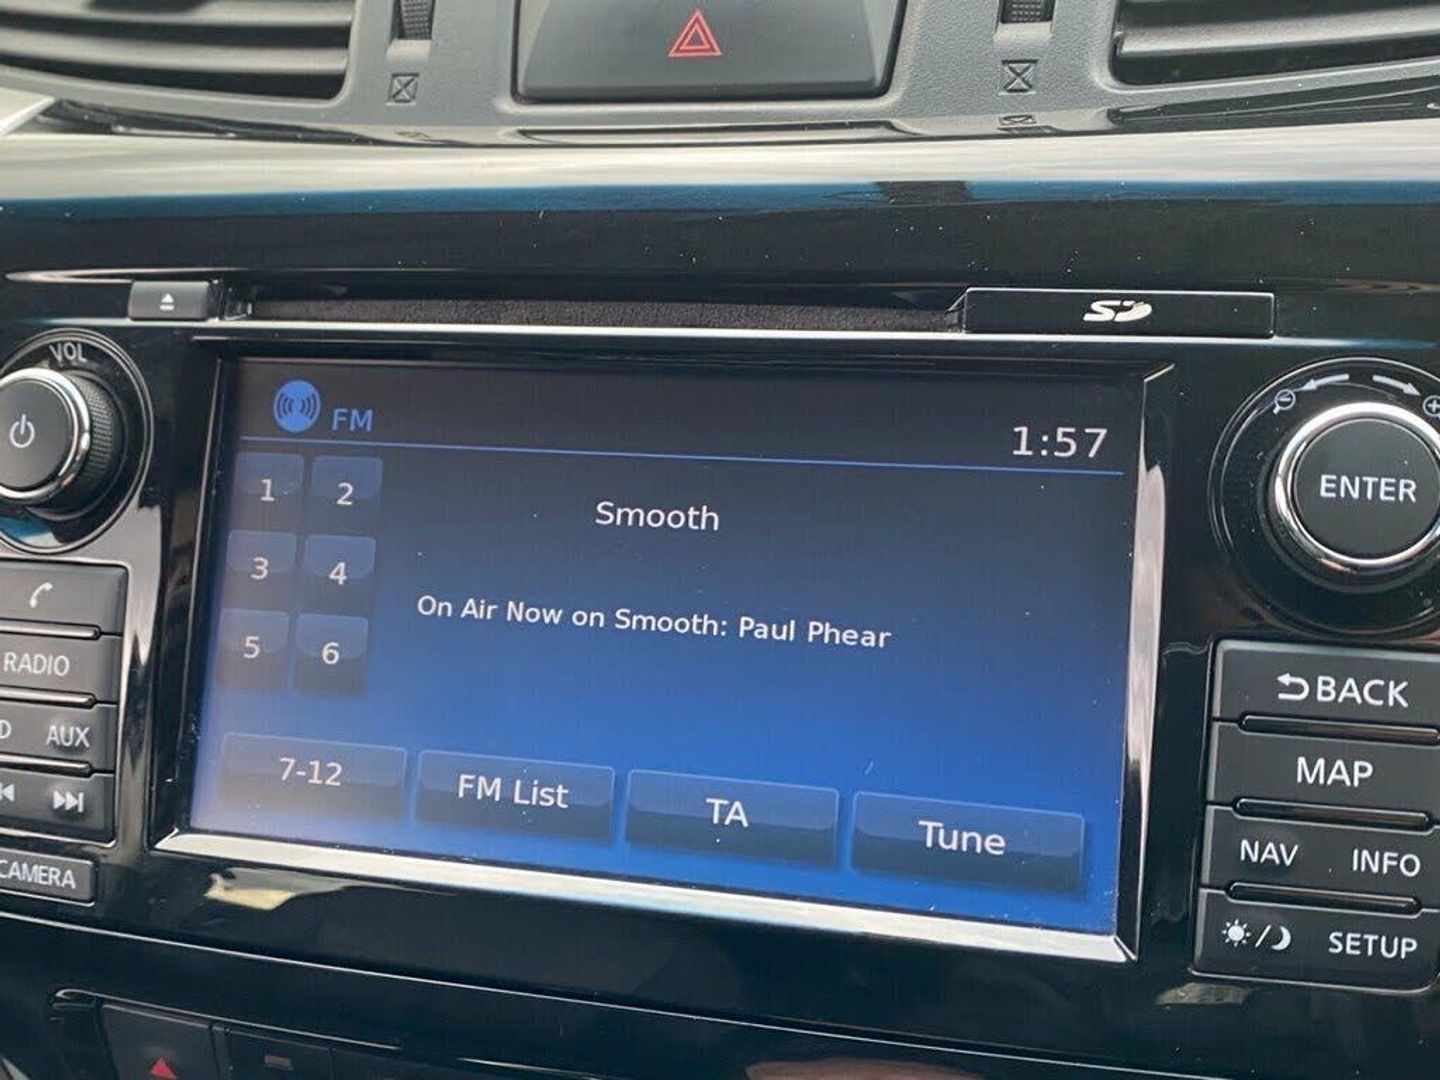 SD
VOL
FM
1:57
1 2
3 4
5 6
Smooth
On Air Now on Smooth: Paul Phear
7-12
FM List
TA
Tune
RADIO
AUX
CAMERA
ENTER
BACK
MAP
NAV
INFO
SETUP